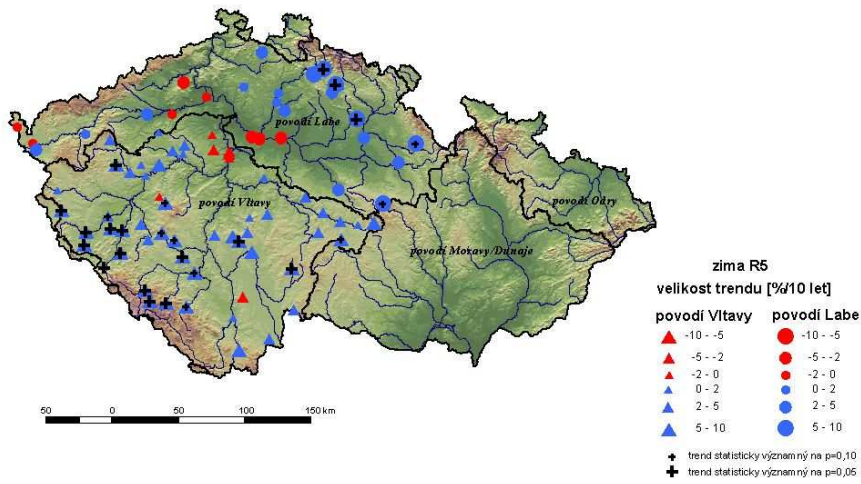 povodí Labe
povodí Vltavy
povodí Odry
povodí Moravy/Dunaje
zima R5
velikost trendu [%/10 let]
povodí Vltavy povodí Labe
-10 - -5 -10 - -5
-5 - -2 -5 - -2
-2 - 0 -2 - 0
0 - 2 0 - 2
2 - 5 2 - 5
5 - 10 5 - 10
trend statisticky významný na p=0,10
trend statisticky významný na p=0,05
50 0 50 100 150 km